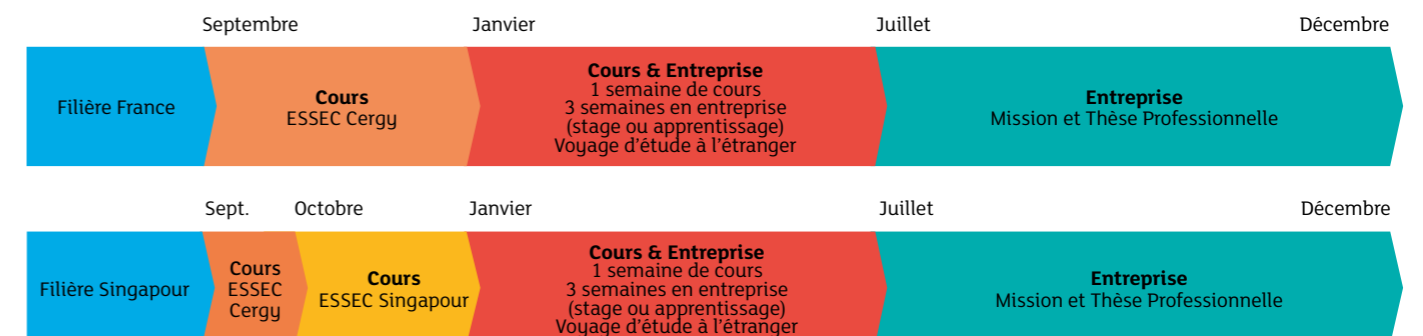 Septembre Janvier Juillet Décembre
Filière France
Cours
ESSEC Cergy
Cours & Entreprise
1 semaine de cours
3 semaines en entreprise
(stage ou apprentissage)
Voyage d'étude à l'étranger
Entreprise
Mission et Thèse Professionnelle
Sept. Octobre Janvier Juillet Décembre
Filière Singapour
Cours
ESSEC
Cergy
Cours
ESSEC Singapour
Cours & Entreprise
1 semaine de cours
3 semaines en entreprise
(stage ou apprentissage)
Voyage d'étude à l'étranger
Entreprise
Mission et Thèse Professionnelle